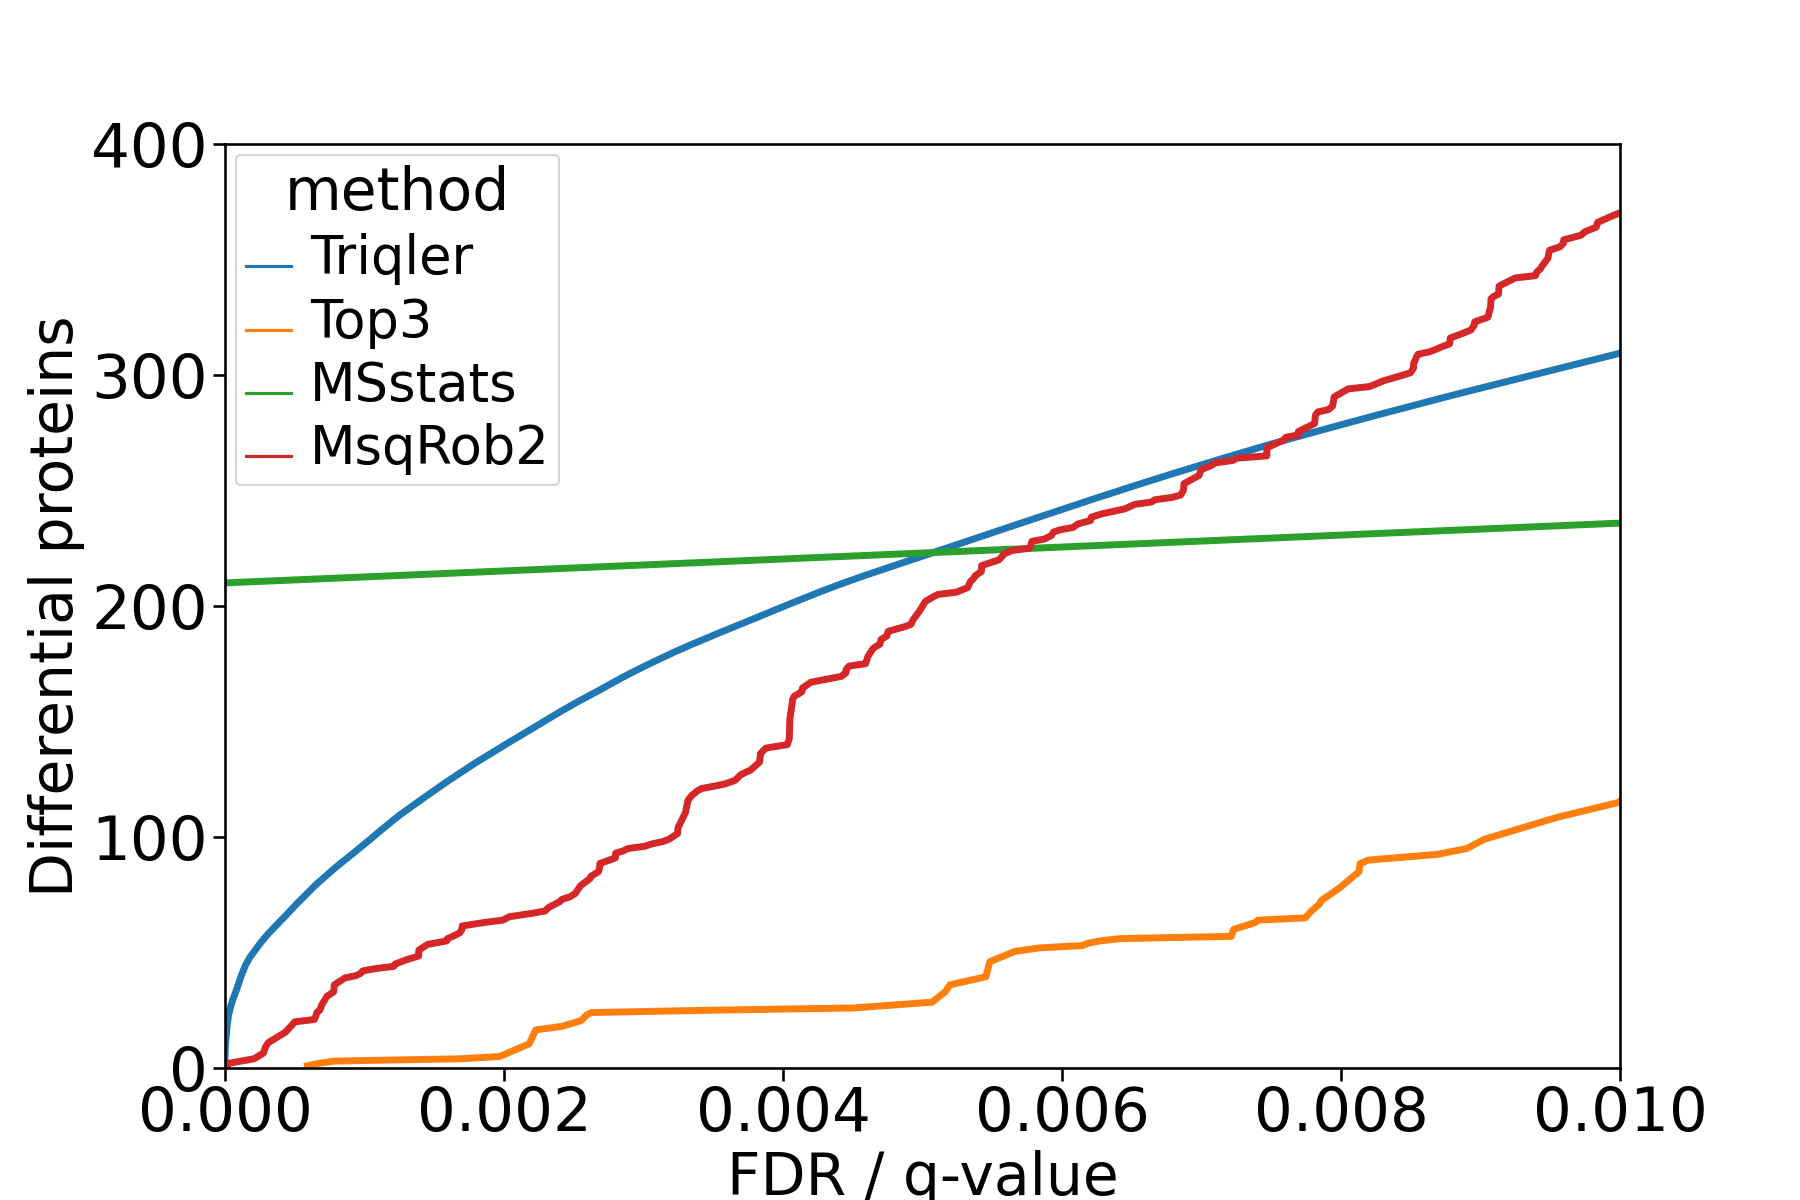 400
300
200
100
0
Differential proteins
method
Triqler
Top3
MSstats
MsqRob2
0.000 0.002 0.004 0.006 0.008 0.010
FDR / q-value